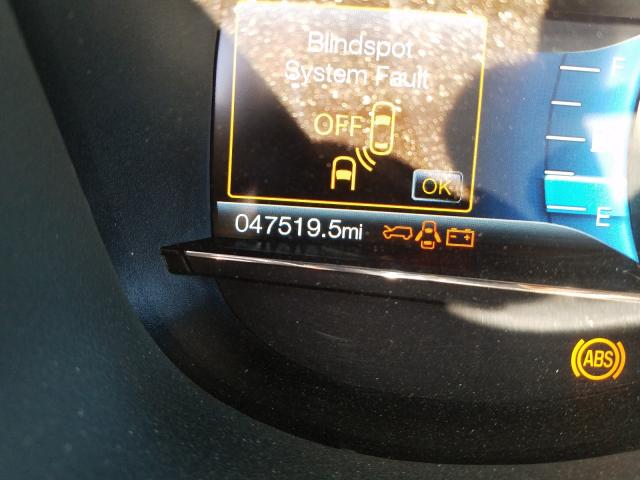 Blindspot
System Fault
OFF
OK
F
E
047519.5mi
ABS